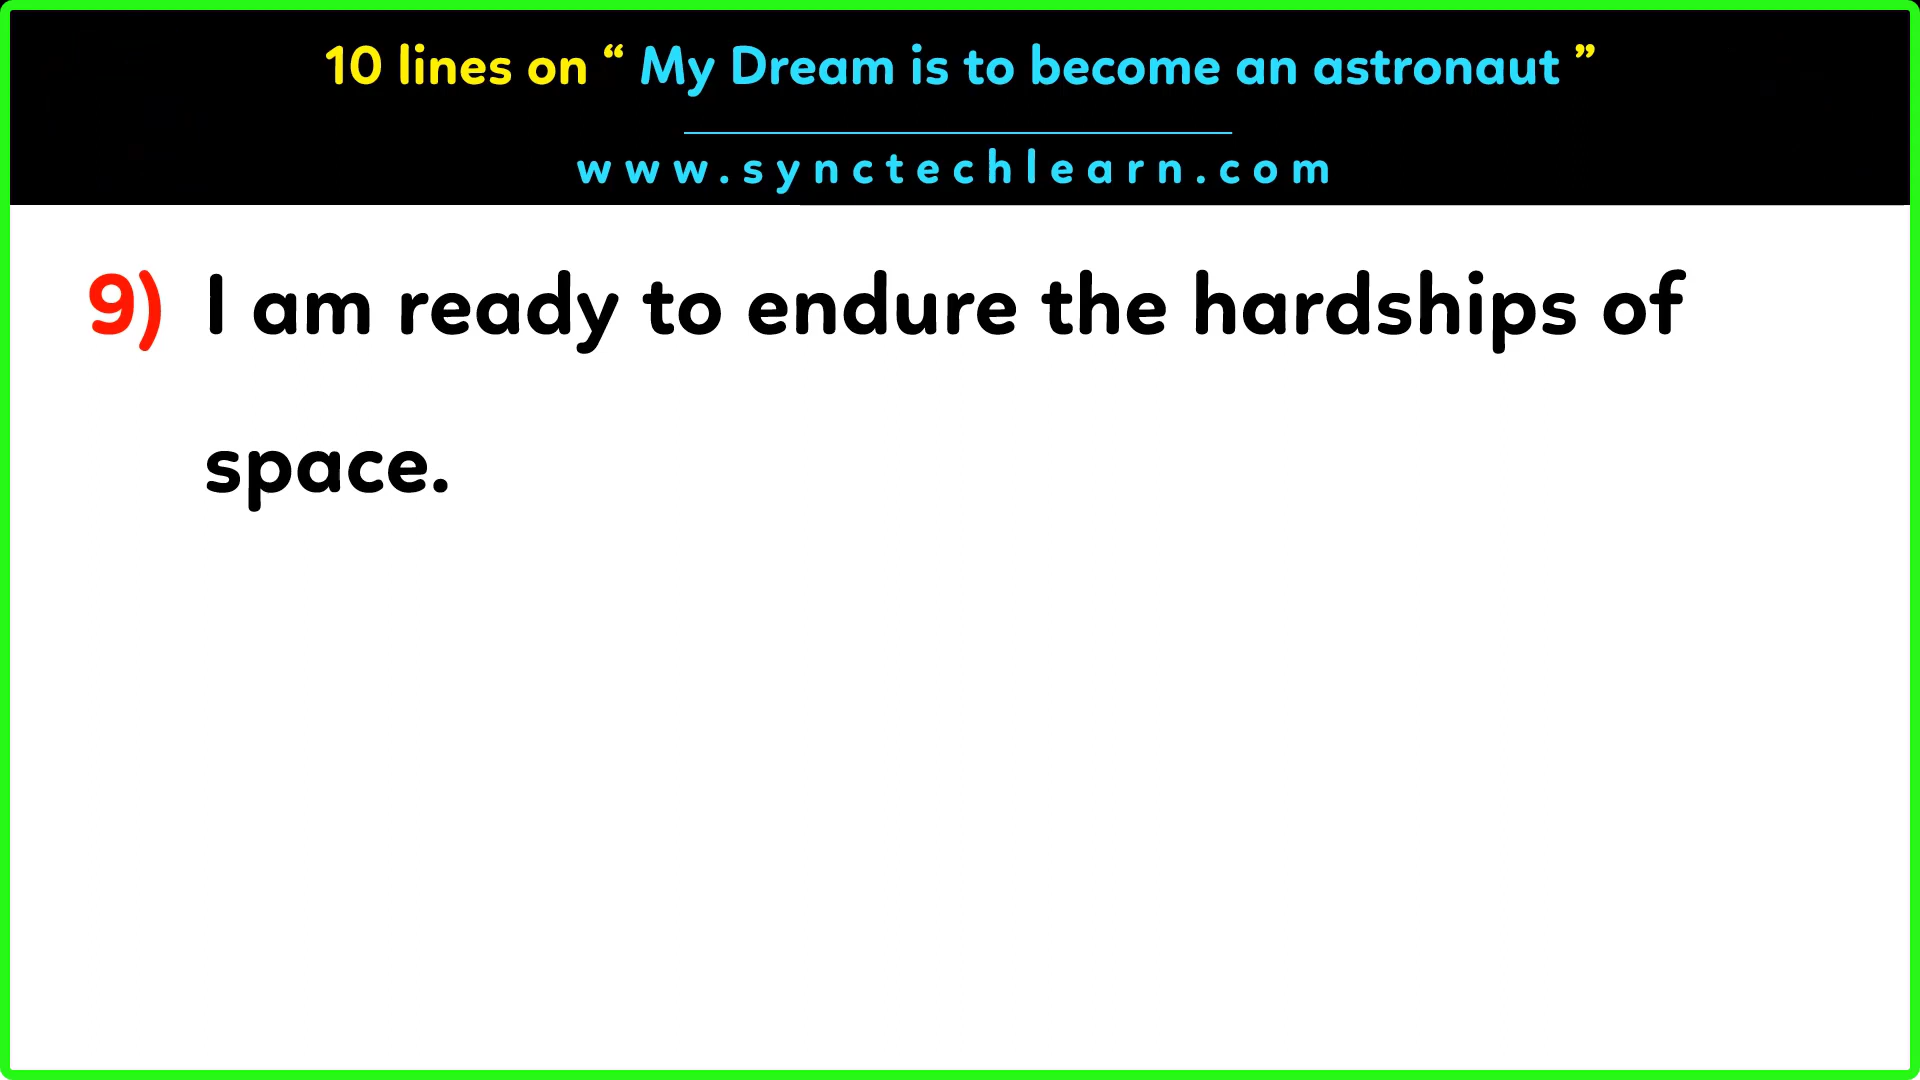 10 lines on “ My Dream is to become an astronaut ”
www.synctechlearn.com
9) I am ready to endure the hardships of
space.